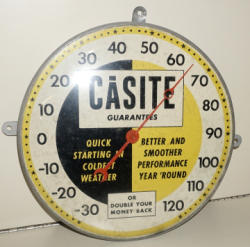 30 40 50 60
20 70
10 80
0 90
-10 100
-20 110
-30 120
CASITE
GUARANTEES
QUICK
STARTING IN
COLDEST
WEATHER
BETTER AND
SMOOTHER
PERFORMANCE
YEAR 'ROUND
OR
DOUBLE YOUR
MONEY BACK